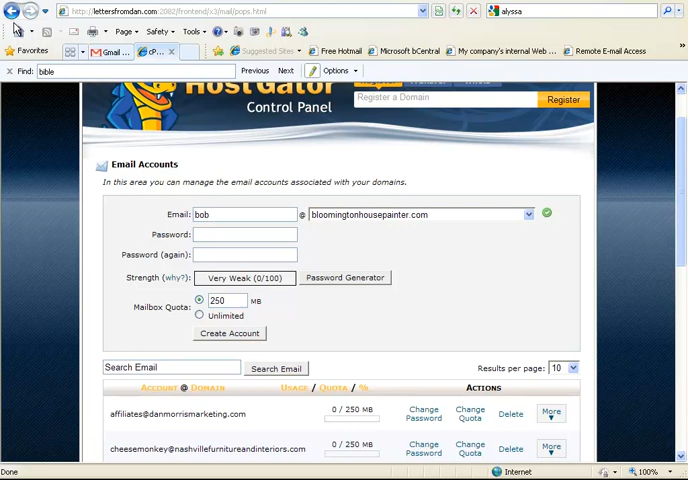 http://lettersfromdan.com:2082/frontend/x3/mail/pops.html
alyssa
Page
Safety
Tools
Favorites
Gmail ...
cP...
Suggested Sites
Free Hotmail
Microsoft bCentral
My company's internal Web...
Remote E-mail Access
Find: bible
Previous
Next
Options
HostGator
Control Panel
Register a Domain
Register
Email Accounts
In this area you can manage the email accounts associated with your domains.
Email: bob @ bloomingtonhousepainter.com
Password:
Password (again):
Strength (why?): Very Weak (0/100) Password Generator
Mailbox Quota: 250 MB
Unlimited
Create Account
Search Email Search Email Results per page: 10
Account @ Domain Usage / Quota / % Actions
affiliates@danmorrismarketing.com 0 / 250 MB Change Password Change Quota Delete More ▼
cheesemonkey@nashvillefurnitureandinteriors.com 0 / 250 MB Change Password Change Quota Delete More ▼
Done Internet 100%